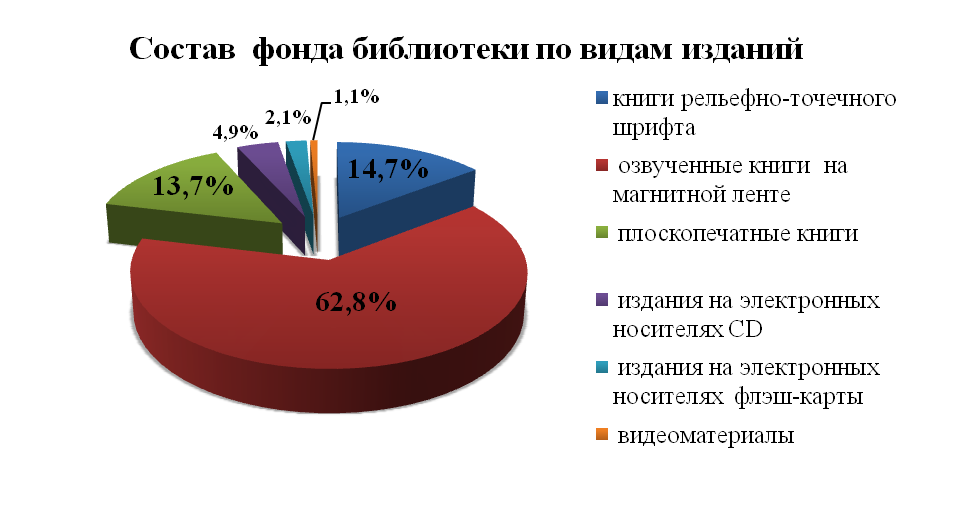 Состав фонда библиотеки по видам изданий
1,1%
2,1%
4,9%
14,7%
13,7%
62,8%
книги рельефно-точечного
шрифта
озвученные книги на
магнитной ленте
плоскопечатные книги
издания на электронных
носителях CD
издания на электронных
носителях флэш-карты
видеоматериалы